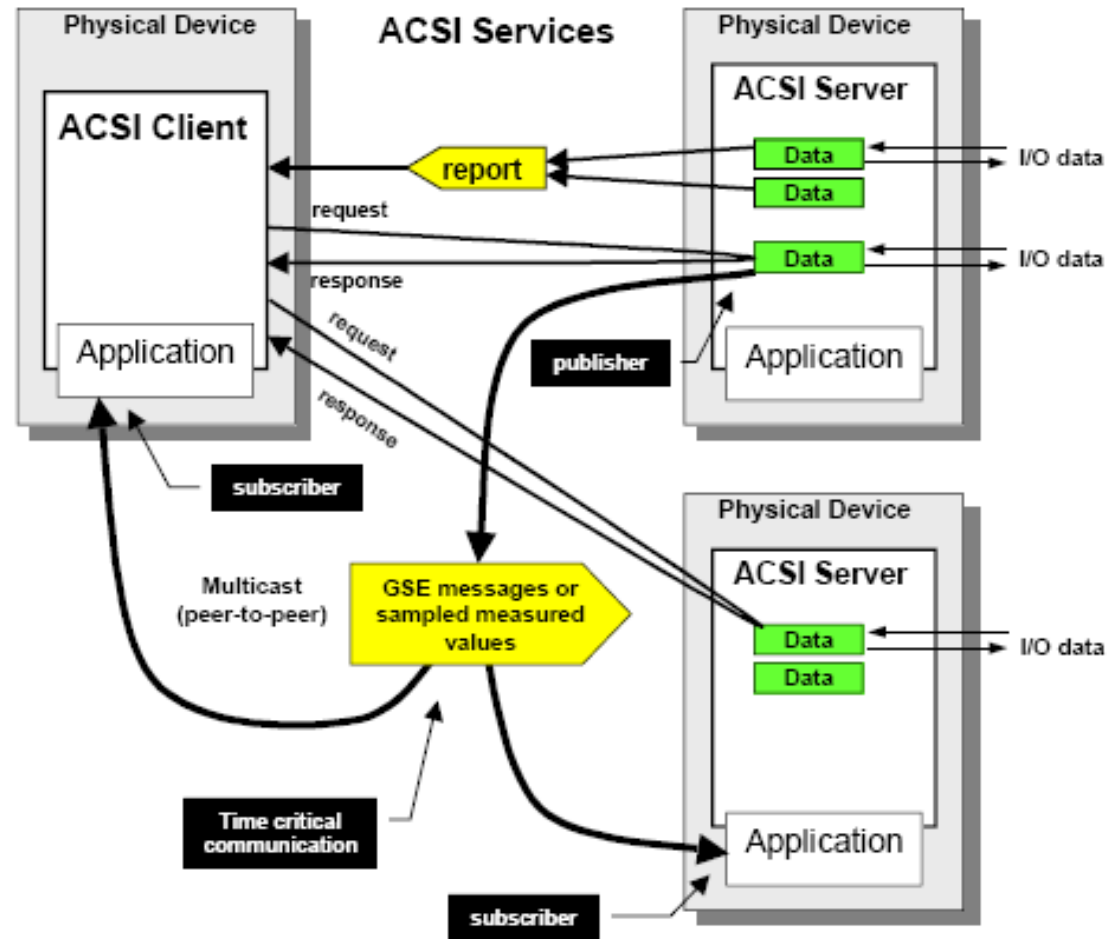 Physical Device
ACSI Services
Physical Device
ACSI Client
ACSI Server
Data
I/O data
report
Data
request
Data
I/O data
response
request
Application
publisher
Application
response
subscriber
Physical Device
ACSI Server
Multicast
(peer-to-peer)
GSE messages or
sampled measured
values
Data
I/O data
Data
Time critical
communication
Application
subscriber